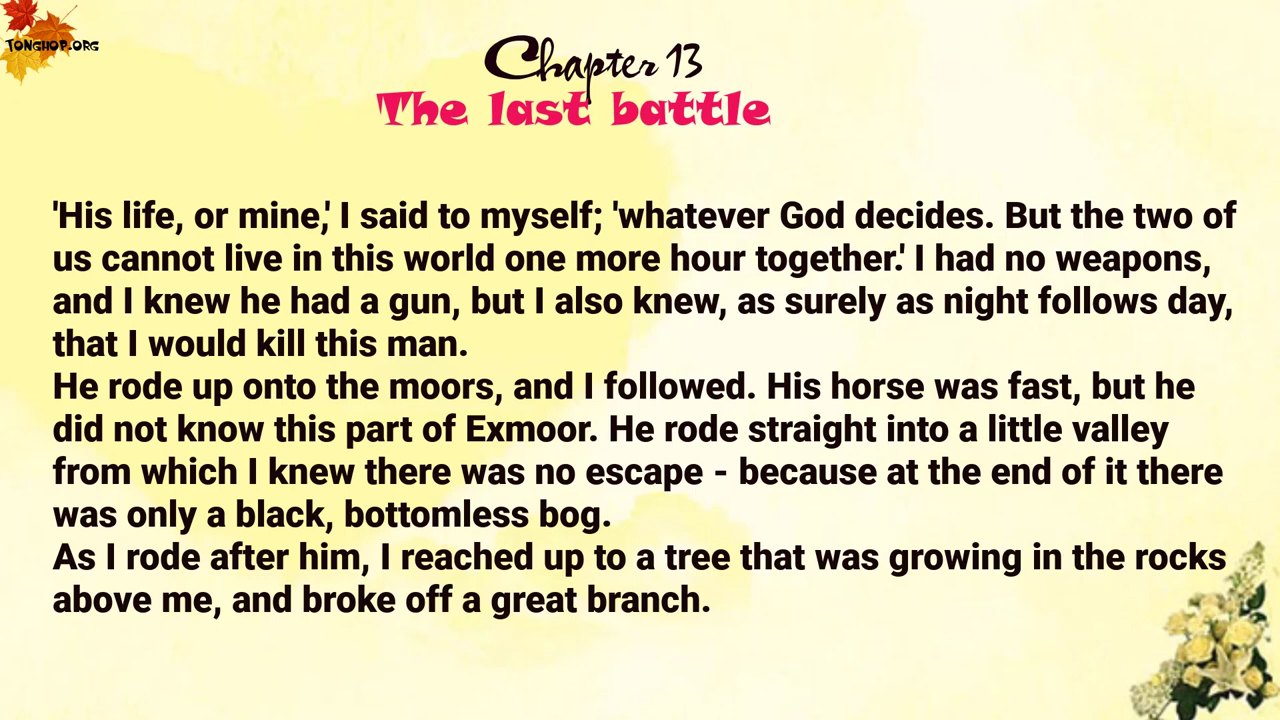 TONGHOP.ORG
Chapter 13
The last battle
'His life, or mine,' I said to myself; 'whatever God decides. But the two of
us cannot live in this world one more hour together.' I had no weapons,
and I knew he had a gun, but I also knew, as surely as night follows day,
that I would kill this man.
He rode up onto the moors, and I followed. His horse was fast, but he
did not know this part of Exmoor. He rode straight into a little valley
from which I knew there was no escape - because at the end of it there
was only a black, bottomless bog.
As I rode after him, I reached up to a tree that was growing in the rocks
above me, and broke off a great branch.